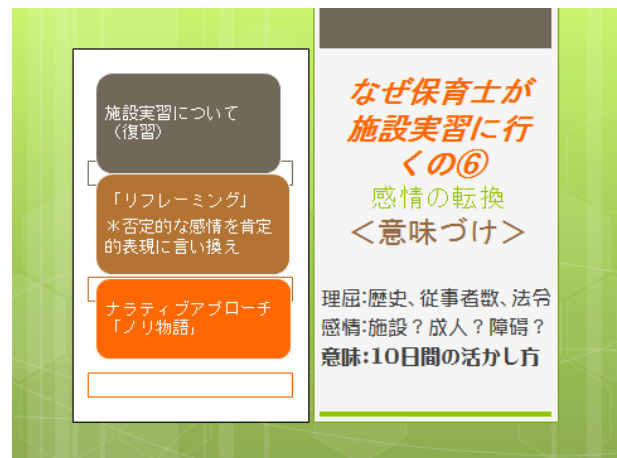 施設実習について
（復習）
「リフレーミング」
＊否定的な感情を肯定
的表現に言い換え
ナラティブアプローチ
「ノリ物語」
なぜ保育士が
施設実習に行
くの⑥
感情の転換
＜意味づけ＞
理屈:歴史、従事者数、法令
感情:施設？成人？障碍？
意味:10日間の活かし方